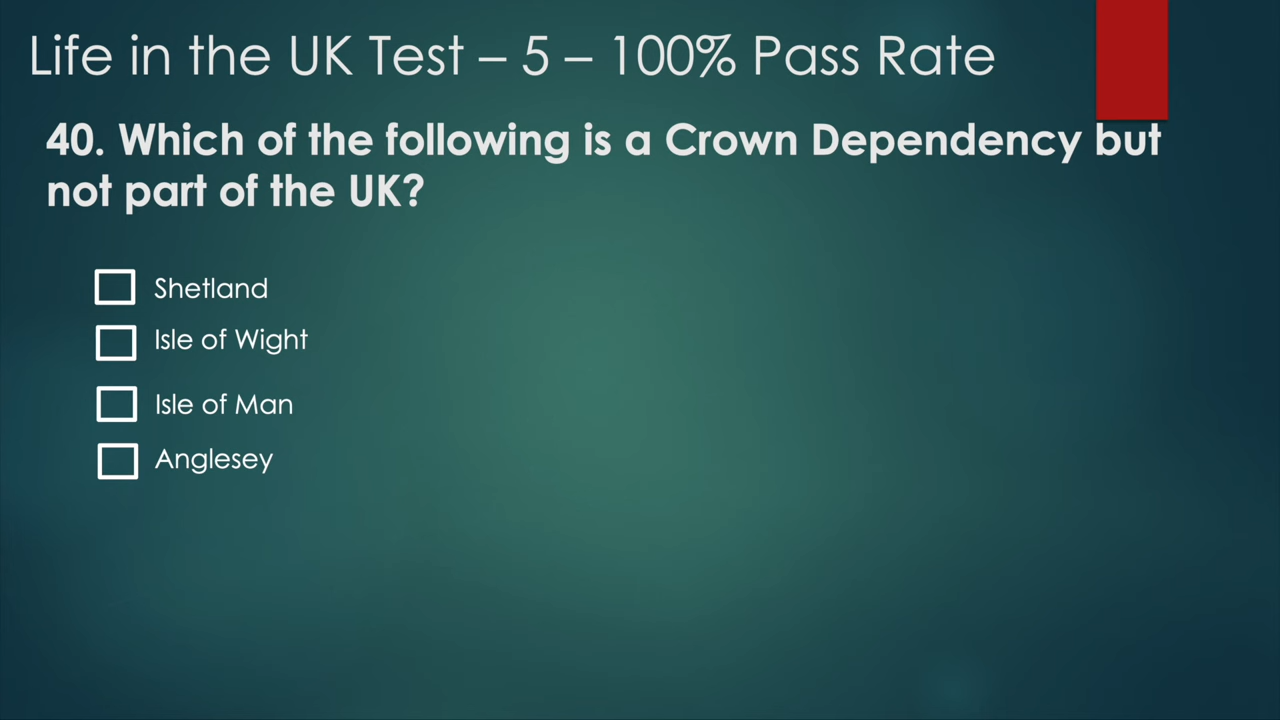 Life in the UK Test – 5 – 100% Pass Rate
40. Which of the following is a Crown Dependency but
not part of the UK?
Shetland
Isle of Wight
Isle of Man
Anglesey